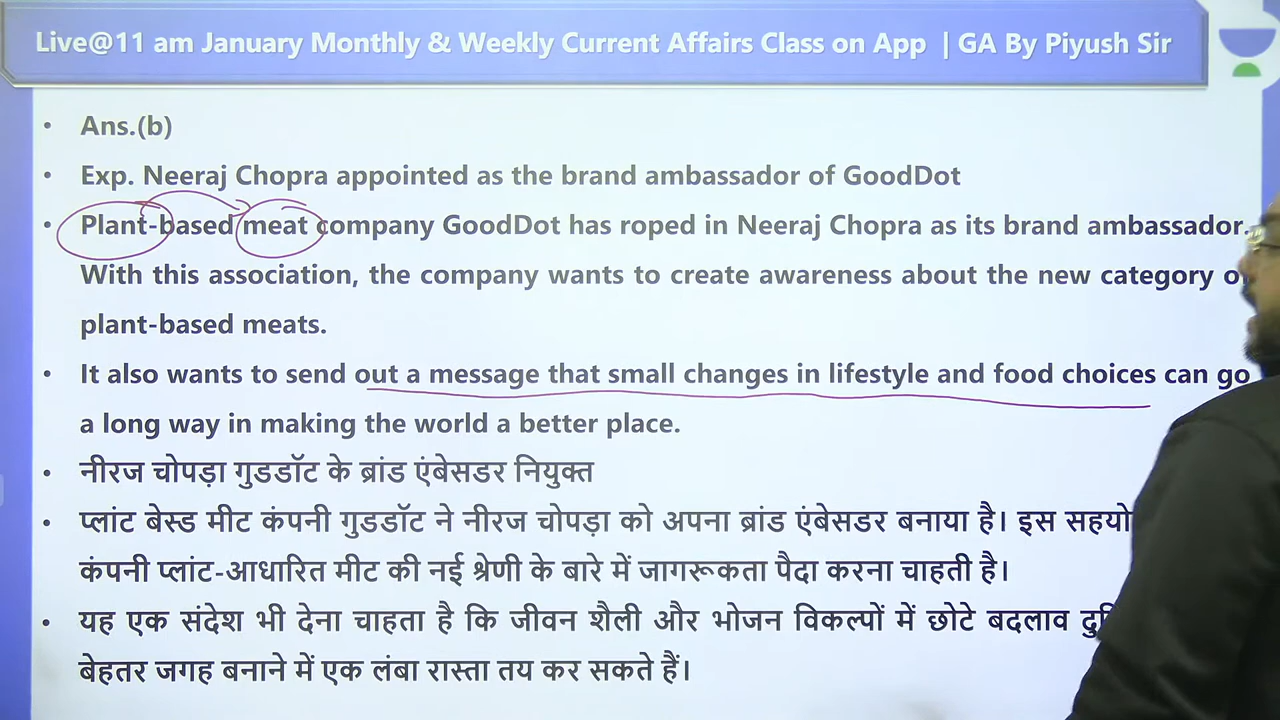 Live@11 am January Monthly & Weekly Current Affairs Class on App | GA By Piyush Sir
• Ans.(b)
• Exp. Neeraj Chopra appointed as the brand ambassador of GoodDot
• Plant-based meat company GoodDot has roped in Neeraj Chopra as its brand ambassador.
With this association, the company wants to create awareness about the new category
plant-based meats.
• It also wants to send out a message that small changes in lifestyle and food choices can go
a long way in making the world a better place.
• नीरज चोपड़ा गुडडॉट के ब्रांड एंबेसडर नियुक्त
• प्लांट बेस्ड मीट कंपनी गुडडॉट ने नीरज चोपड़ा को अपना ब्रांड एंबेसडर बनाया है। इस
कंपनी प्लांट-आधारित मीट की नई श्रेणी के बारे में जागरूकता पैदा करना चाहती है।
• यह एक संदेश भी देना चाहता है कि जीवन शैली और भोजन विकल्पों में छोटे बदलाव
बेहतर जगह बनाने में एक लंबा रास्ता तय कर सकते हैं।